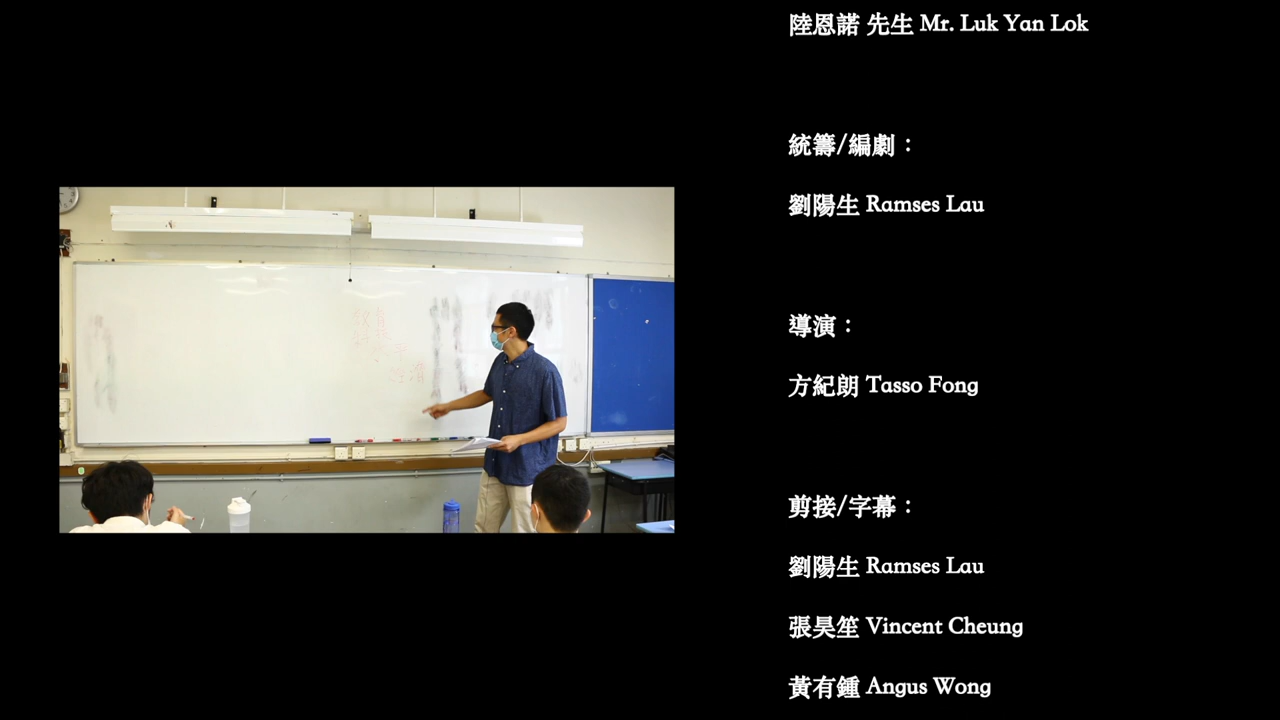 陸恩諾 先生 Mr. Luk Yan Lok
統籌/編劇：
劉陽生 Ramses Lau
導演：
方紀朗 Tasso Fong
剪接/字幕：
劉陽生 Ramses Lau
張昊笙 Vincent Cheung
黃有鍾 Angus Wong